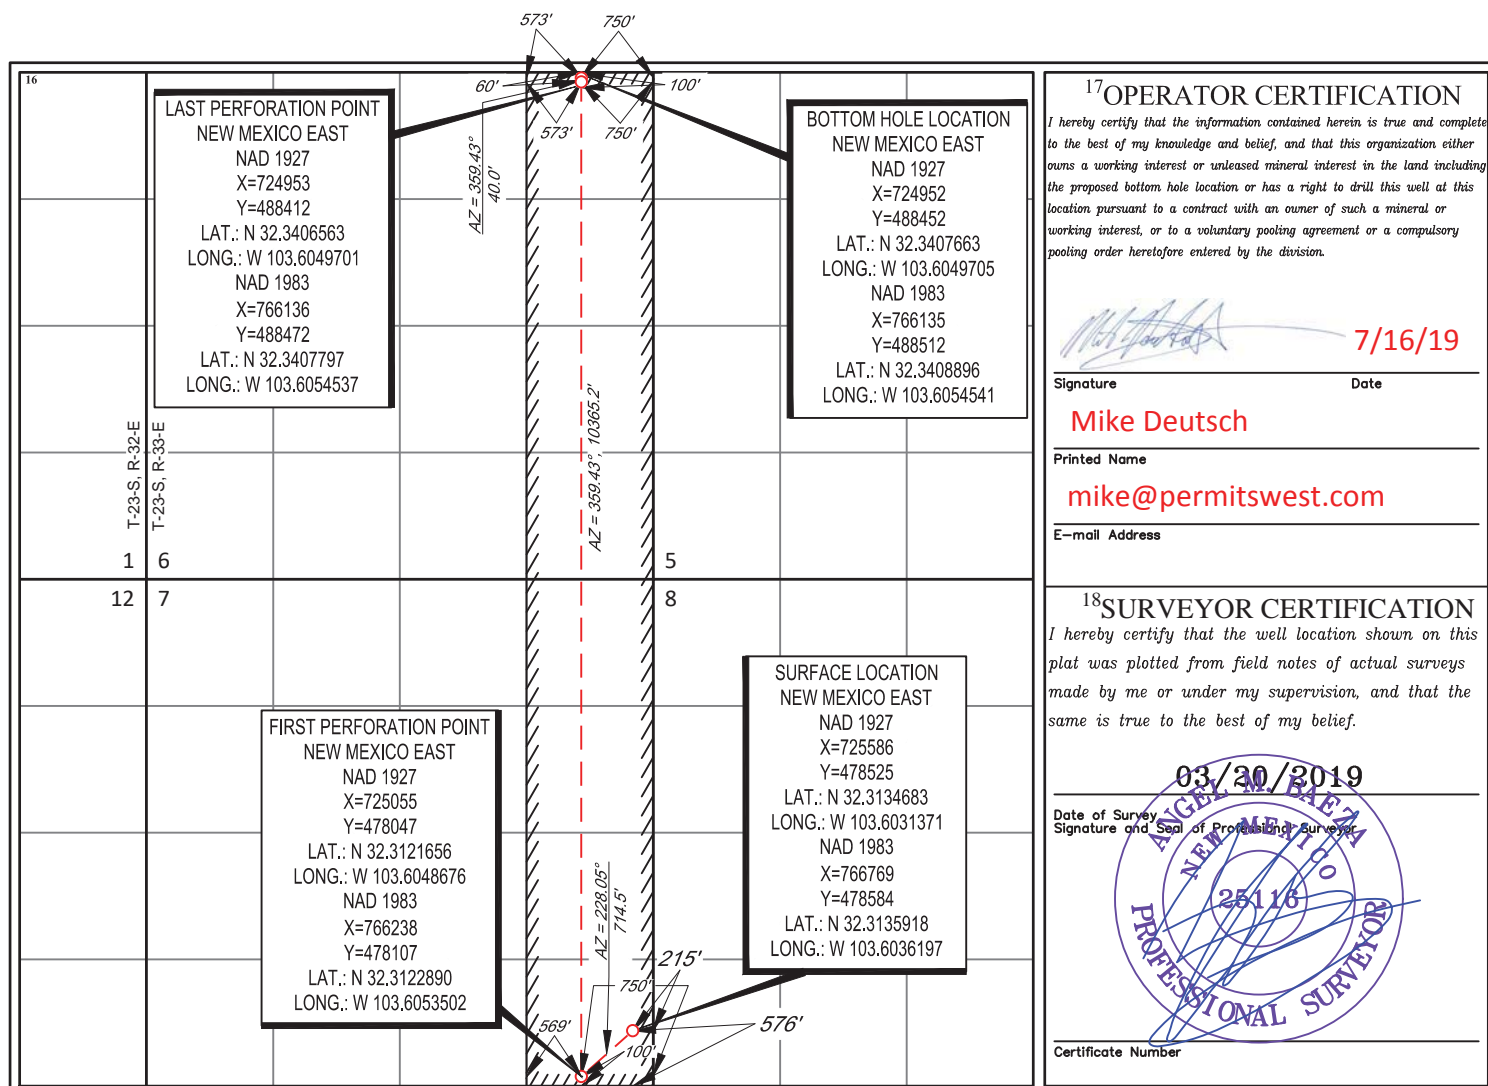 573'
750'
16
60'
100'
573'
750'
LAST PERFORATION POINT
NEW MEXICO EAST
NAD 1927
X=724953
Y=488412
LAT.: N 32.3406563
LONG.: W 103.6049701
NAD 1983
X=766136
Y=488472
LAT.: N 32.3407797
LONG.: W 103.6054537
AZ = 359.43°
40.0'
BOTTOM HOLE LOCATION
NEW MEXICO EAST
NAD 1927
X=724952
Y=488452
LAT.: N 32.3407663
LONG.: W 103.6049705
NAD 1983
X=766135
Y=488512
LAT.: N 32.3408896
LONG.: W 103.6054541
T-23-S, R-32-E
T-23-S, R-33-E
AZ = 359.43°, 10365.2'
1 6
5
12 7
8
FIRST PERFORATION POINT
NEW MEXICO EAST
NAD 1927
X=725055
Y=478047
LAT.: N 32.3121656
LONG.: W 103.6048676
NAD 1983
X=766238
Y=478107
LAT.: N 32.3122890
LONG.: W 103.6053502
SURFACE LOCATION
NEW MEXICO EAST
NAD 1927
X=725586
Y=478525
LAT.: N 32.3134683
LONG.: W 103.6031371
NAD 1983
X=766769
Y=478584
LAT.: N 32.3135918
LONG.: W 103.6036197
AZ = 228.05°
714.5'
215'
750'
569'
576'
100'
17 OPERATOR CERTIFICATION
I hereby certify that the information contained herein is true and complete
to the best of my knowledge and belief, and that this organization either
owns a working interest or unleased mineral interest in the land including
the proposed bottom hole location or has a right to drill this well at this
location pursuant to a contract with an owner of such a mineral or
working interest, or to a voluntary pooling agreement or a compulsory
pooling order heretofore entered by the division.
7/16/19
Signature Date
Mike Deutsch
Printed Name
mike@permitswest.com
E-mail Address
18 SURVEYOR CERTIFICATION
I hereby certify that the well location shown on this
plat was plotted from field notes of actual surveys
made by me or under my supervision, and that the
same is true to the best of my belief.
03/20/2019
Date of Survey
Signature and Seal of Professional Surveyor
ANGEL M. BAEZA
NEW MEXICO
25116
PROFESSIONAL SURVEYOR
Certificate Number